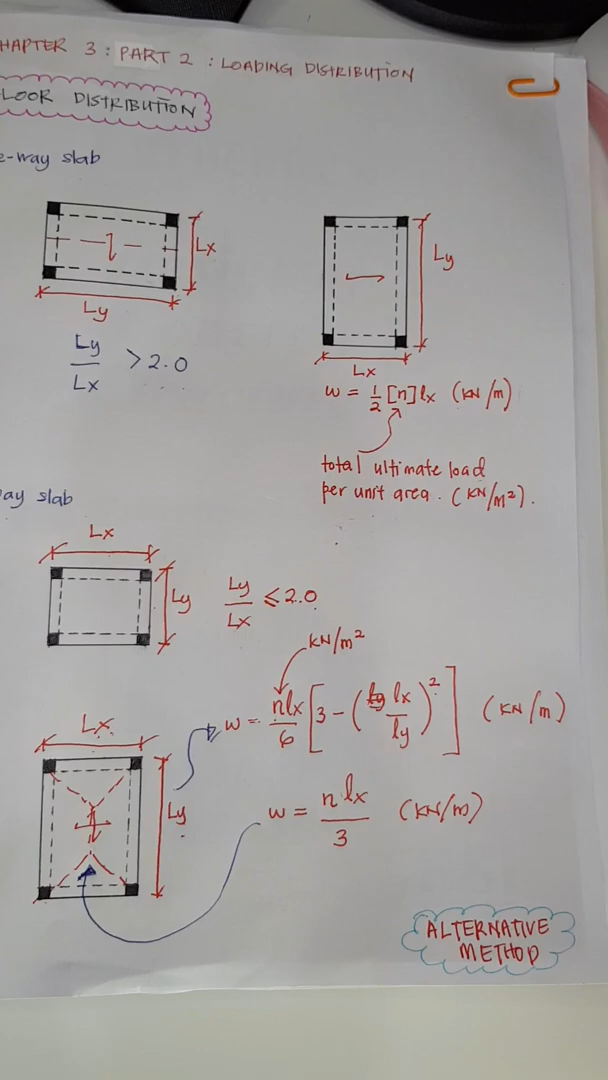 HAPTER 3 : PART 2 : LOADING DISTRIBUTION
LOOR DISTRIBUTION
e-way slab
Lx
Ly
Ly
Lx
Ly/Lx > 2.0
w = 1/2 [n] lx (kN/m)
total ultimate load
per unit area. (kN/m²).
ay slab
Lx
Ly
Ly/Lx ≤ 2.0
kN/m²
w = nlx/6 [3 - (lx/ly)²] (kN/m)
Lx
Ly
w = nlx/3 (kN/m)
ALTERNATIVE
METHOD